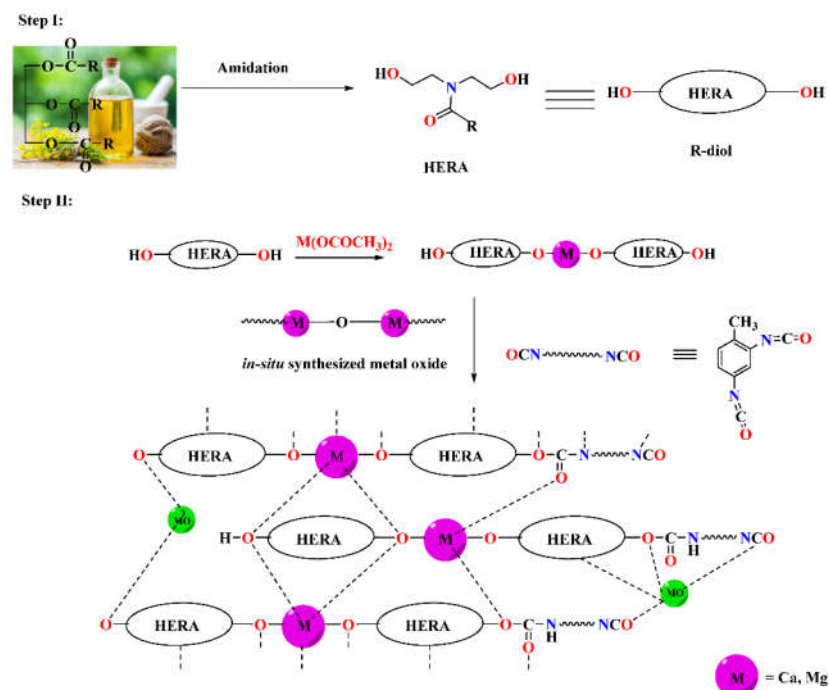 Step I:
O
—O—C—R
Amidation
HO
OH
N
O
R
HERA
HO
HERA
OH
R-diol
O—C—R
O
O—C—R
O
Step II:
HO
HERA
OH
M(OCOCH3)2
HO
HERA
O
M
O
HERA
OH
M
O
M
in-situ synthesized metal oxide
OCN
NCO
CH3
N=C=O
N
C
O
O
HERA
O
M
O
HERA
O
C
N
NCO
O
MO
H
O
HERA
O
M
O
HERA
O
C
N
NCO
O
H
MO
O
HERA
O
M
O
HERA
O
C
N
NCO
O
H
M
= Ca, Mg